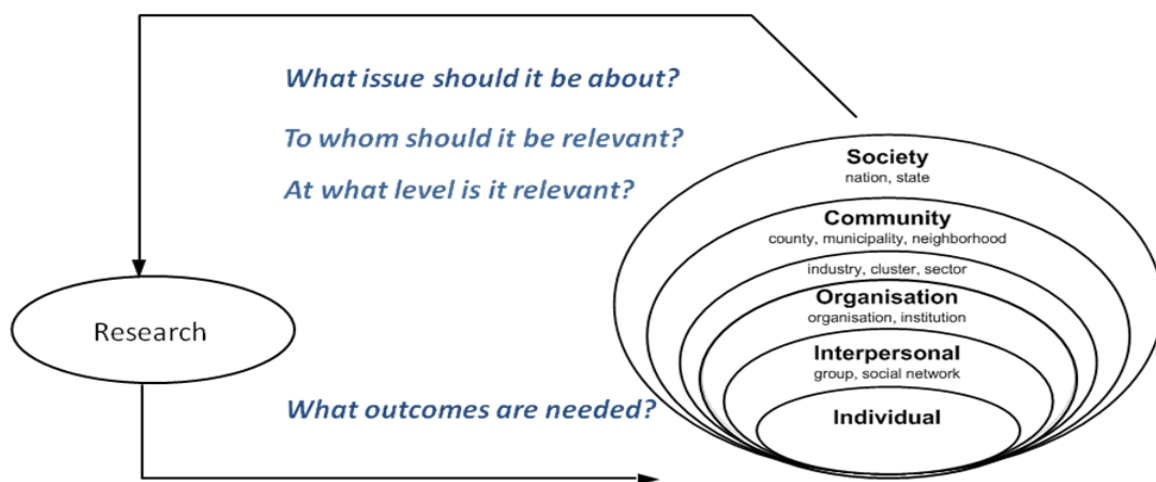 What issue should it be about?
To whom should it be relevant?
At what level is it relevant?
Society
nation, state
Community
county, municipality, neighborhood
industry, cluster, sector
Organisation
organisation, institution
Interpersonal
group, social network
Individual
Research
What outcomes are needed?